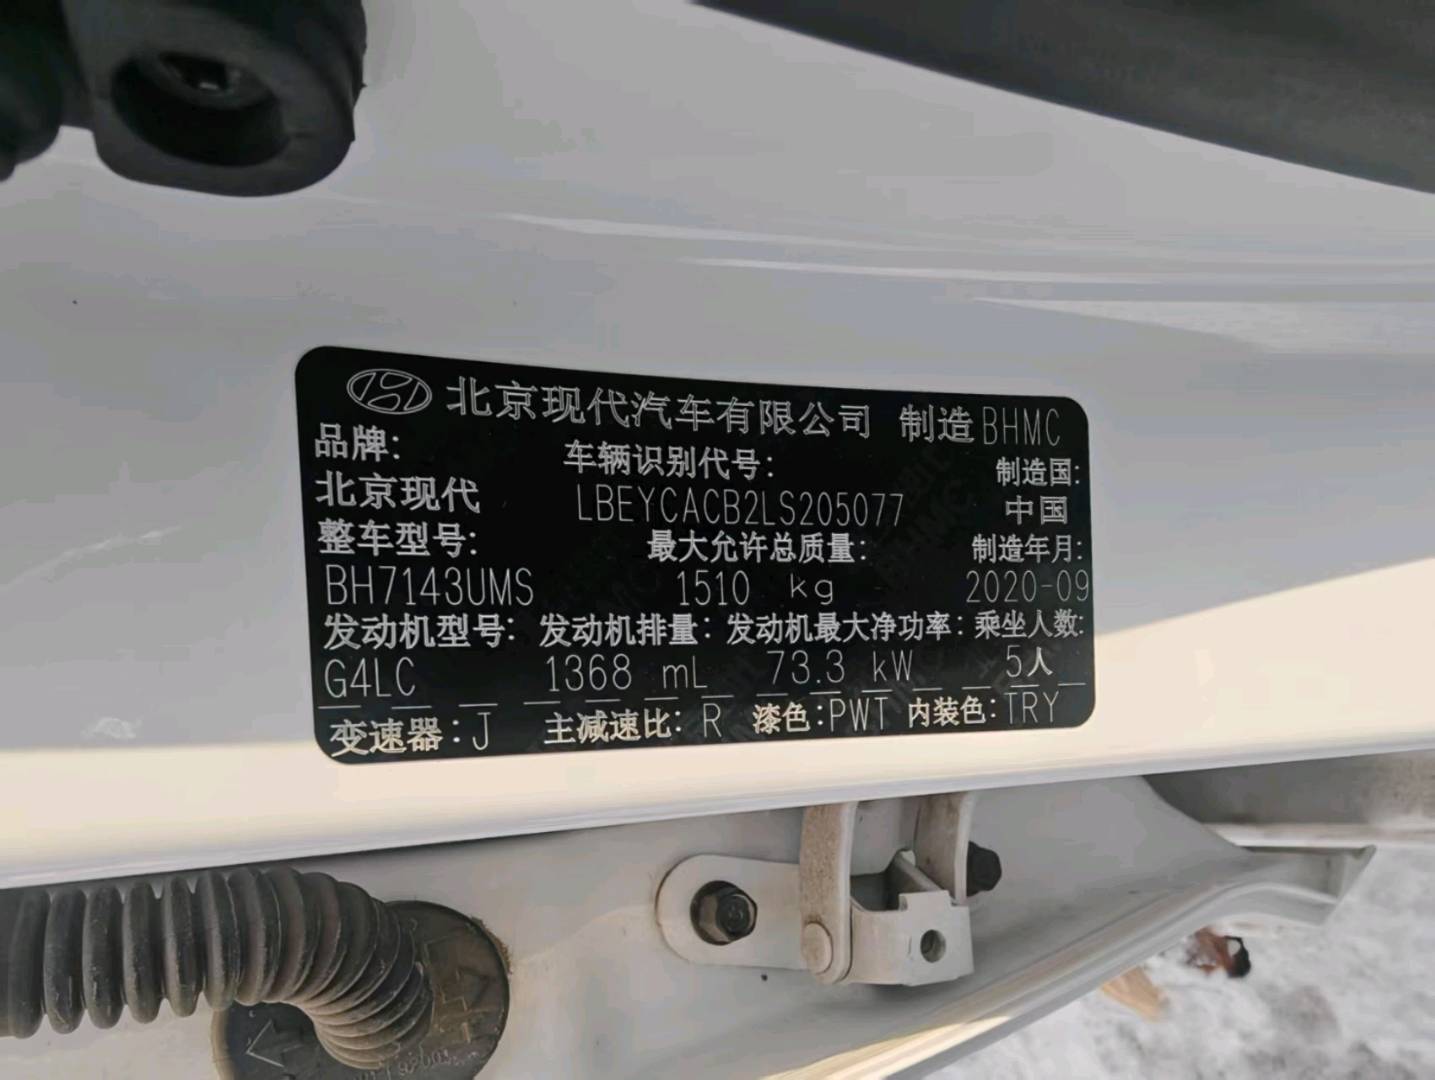 北京现代汽车有限公司 制造 BHMC
品牌: 车辆识别代号: 制造国:
北京现代 LBEYCACB2LS205077 中国
整车型号: 最大允许总质量: 制造年月:
BH7143UMS 1510 kg 2020-09
发动机型号: 发动机排量: 发动机最大净功率: 乘坐人数:
G4LC 1368 mL 73.3 kW 5人
变速器: J 主减速比: R 漆色: PWT 内装色: TRY